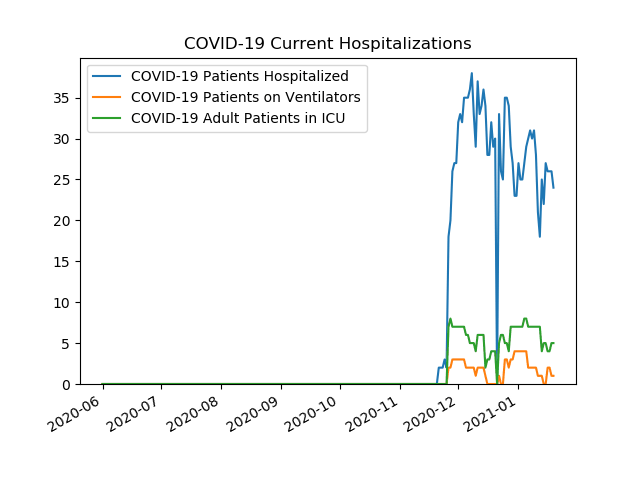 COVID-19 Current Hospitalizations
COVID-19 Patients Hospitalized
COVID-19 Patients on Ventilators
COVID-19 Adult Patients in ICU
35
30
25
20
15
10
5
0
2020-06 2020-07 2020-08 2020-09 2020-10 2020-11 2020-12 2021-01